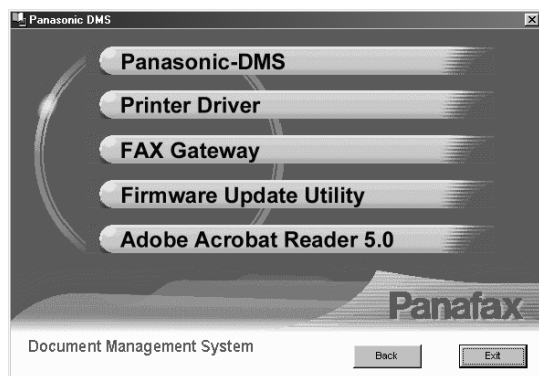 Panasonic DMS
Panasonic-DMS
Printer Driver
FAX Gateway
Firmware Update Utility
Adobe Acrobat Reader 5.0
Panafax
Document Management System
Back
Exit